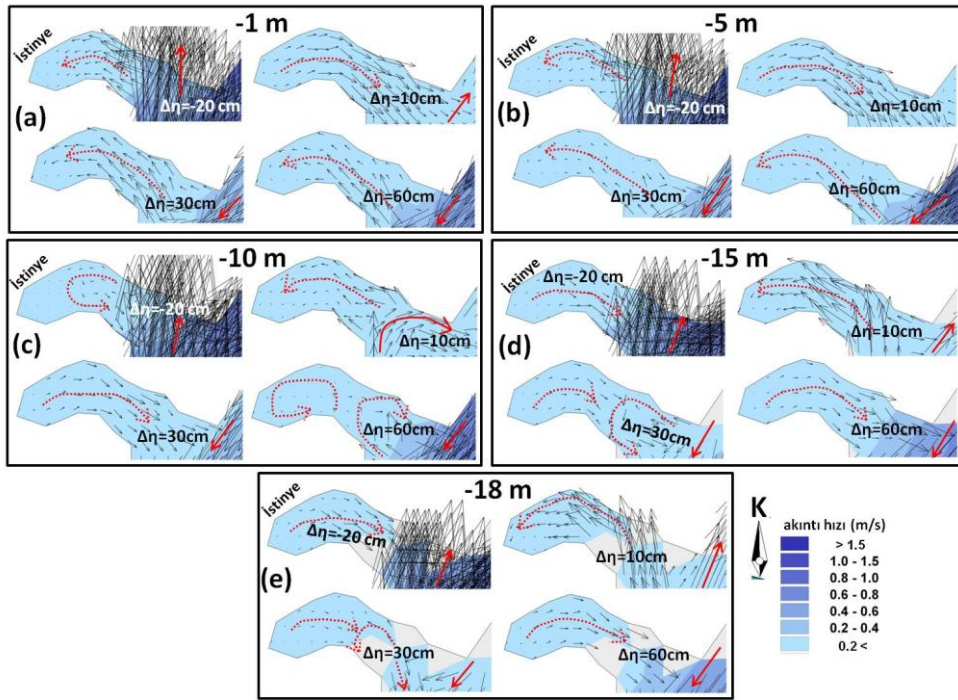 -1 m
İstinye
(a)
Δη=-20 cm
Δη=10cm
Δη=30cm
Δη=60cm
-5 m
İstinye
(b)
Δη=-20 cm
Δη=10cm
Δη=30cm
Δη=60cm
-10 m
İstinye
(c)
Δη=-20 cm
Δη=10cm
Δη=30cm
Δη=60cm
-15 m
İstinye
(d)
Δη=-20 cm
Δη=10cm
Δη=30cm
Δη=60cm
-18 m
İstinye
(e)
Δη=-20 cm
Δη=10cm
Δη=30cm
Δη=60cm
K
akıntı hızı (m/s)
> 1.5
1.0 - 1.5
0.8 - 1.0
0.6 - 0.8
0.4 - 0.6
0.2 - 0.4
0.2 <